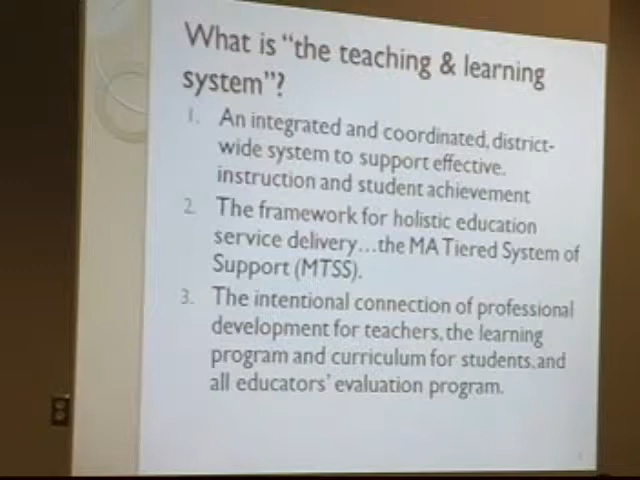 What is “the teaching & learning
system”?
1. An integrated and coordinated, district-
wide system to support effective.
instruction and student achievement
2. The framework for holistic education
service delivery…the MA Tiered System of
Support (MTSS).
3. The intentional connection of professional
development for teachers, the learning
program and curriculum for students, and
all educators’ evaluation program.